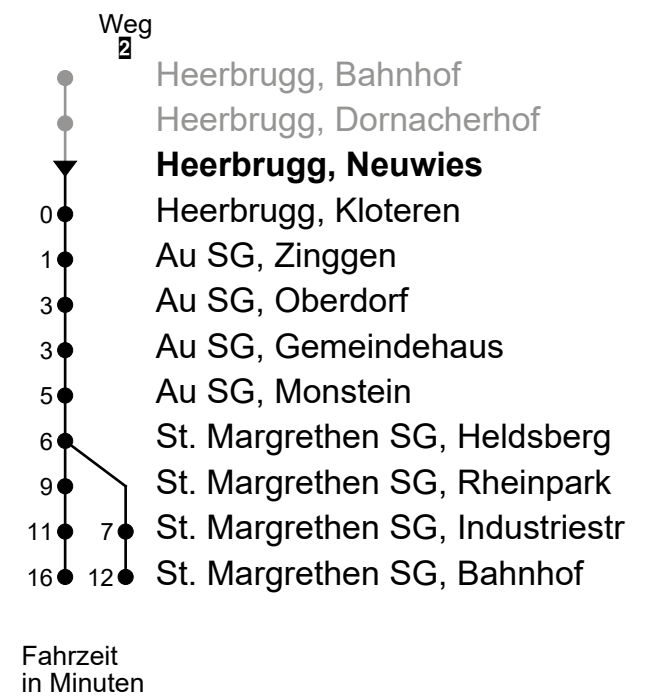 Weg
2
Heerbrugg, Bahnhof
Heerbrugg, Dornacherhof
Heerbrugg, Neuwies
0 Heerbrugg, Kloteren
1 Au SG, Zinggen
3 Au SG, Oberdorf
3 Au SG, Gemeindehaus
5 Au SG, Monstein
6 St. Margrethen SG, Heldsberg
9 St. Margrethen SG, Rheinpark
11 7 St. Margrethen SG, Industriestr
16 12 St. Margrethen SG, Bahnhof
Fahrzeit
in Minuten